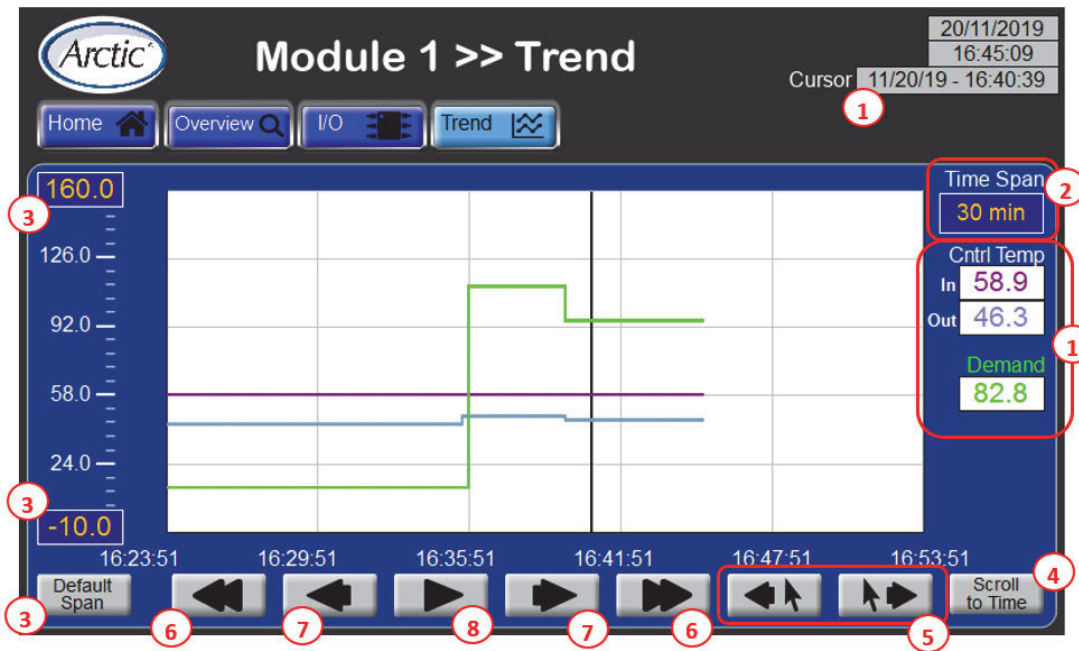 Arctic
Module 1 >> Trend
20/11/2019
16:45:09
Cursor 11/20/19 - 16:40:39
1
Home
Overview
I/O
Trend
160.0
3
126.0
92.0
58.0
24.0
3
-10.0
Time Span
2
30 min
Cntrl Temp
In 58.9
Out 46.3
1
Demand
82.8
16:23:51 16:29:51 16:35:51 16:41:51 16:47:51 16:53:51
Default
Span
Scroll
to Time
4
3 6 7 8 7 6 5